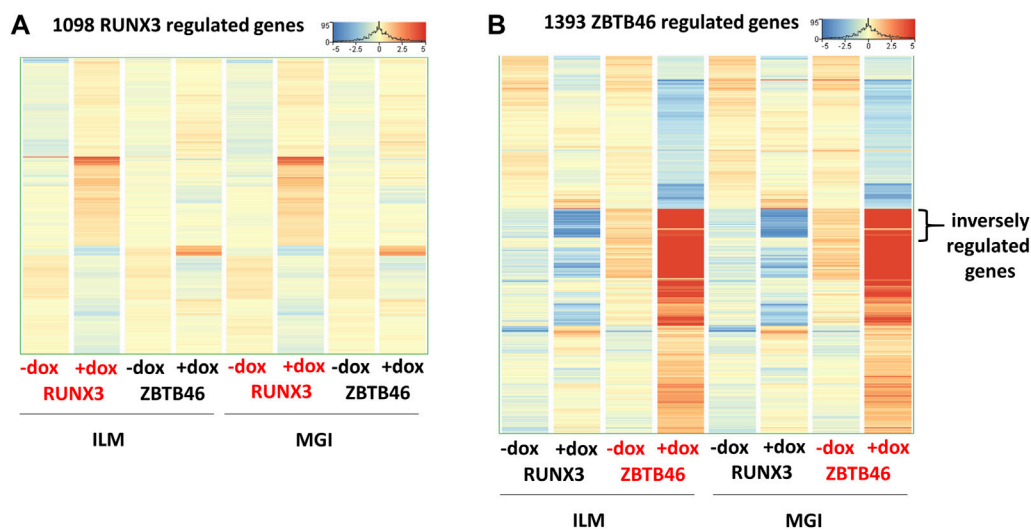 A 1098 RUNX3 regulated genes
95
0
-5 -2.5 0 2.5 5
-dox +dox -dox +dox -dox +dox -dox +dox
RUNX3 ZBTB46 RUNX3 ZBTB46
ILM MGI
B 1393 ZBTB46 regulated genes
95
0
-5 -2.5 0 2.5 5
inversely
regulated
genes
-dox +dox -dox +dox -dox +dox -dox +dox
RUNX3 ZBTB46 RUNX3 ZBTB46
ILM MGI